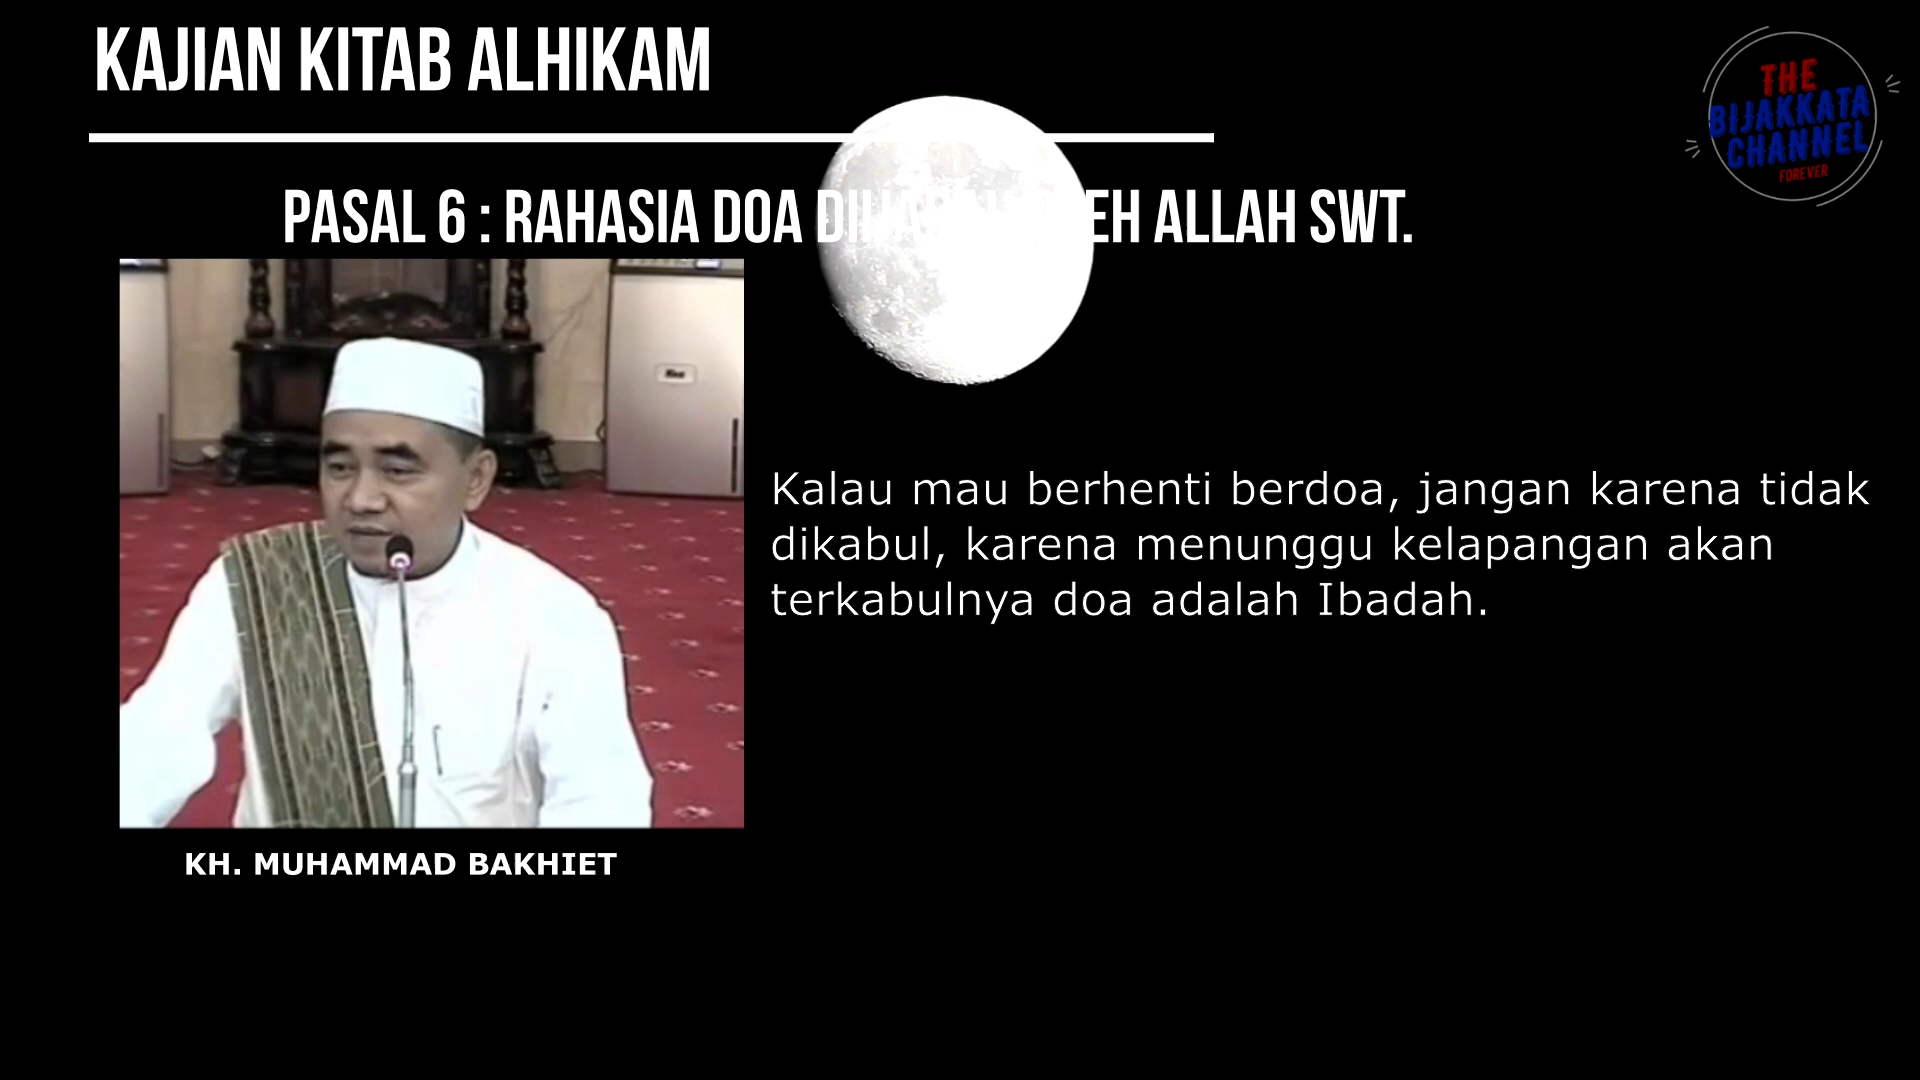 KAJIAN KITAB ALHIKAM
PASAL 6 : RAHASIA DOA EH ALLAH SWT.
THE
BIJAKKATA
CHANNEL
FOREVER
Kalau mau berhenti berdoa, jangan karena tidak
dikabul, karena menunggu kelapangan akan
terkabulnya doa adalah Ibadah.
KH. MUHAMMAD BAKHIET